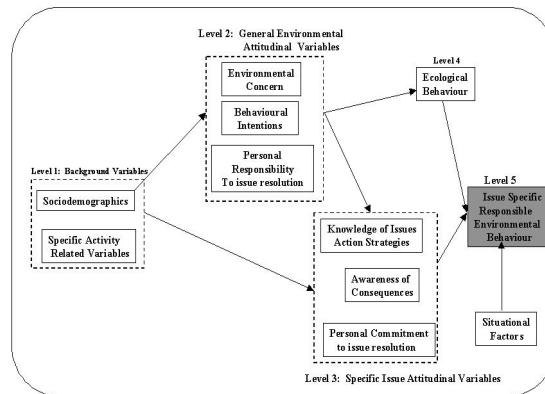 Level 2: General Environmental
Attitudinal Variables
Environmental
Concern
Behavioural
Intentions
Personal
Responsibility
To issue resolution
Level 4
Ecological
Behaviour
Level 1: Background Variables
Sociodemographics
Specific Activity
Related Variables
Level 5
Issue Specific
Responsible
Environmental
Behaviour
Knowledge of Issues
Action Strategies
Awareness of
Consequences
Personal Commitment
to issue resolution
Situational
Factors
Level 3: Specific Issue Attitudinal Variables